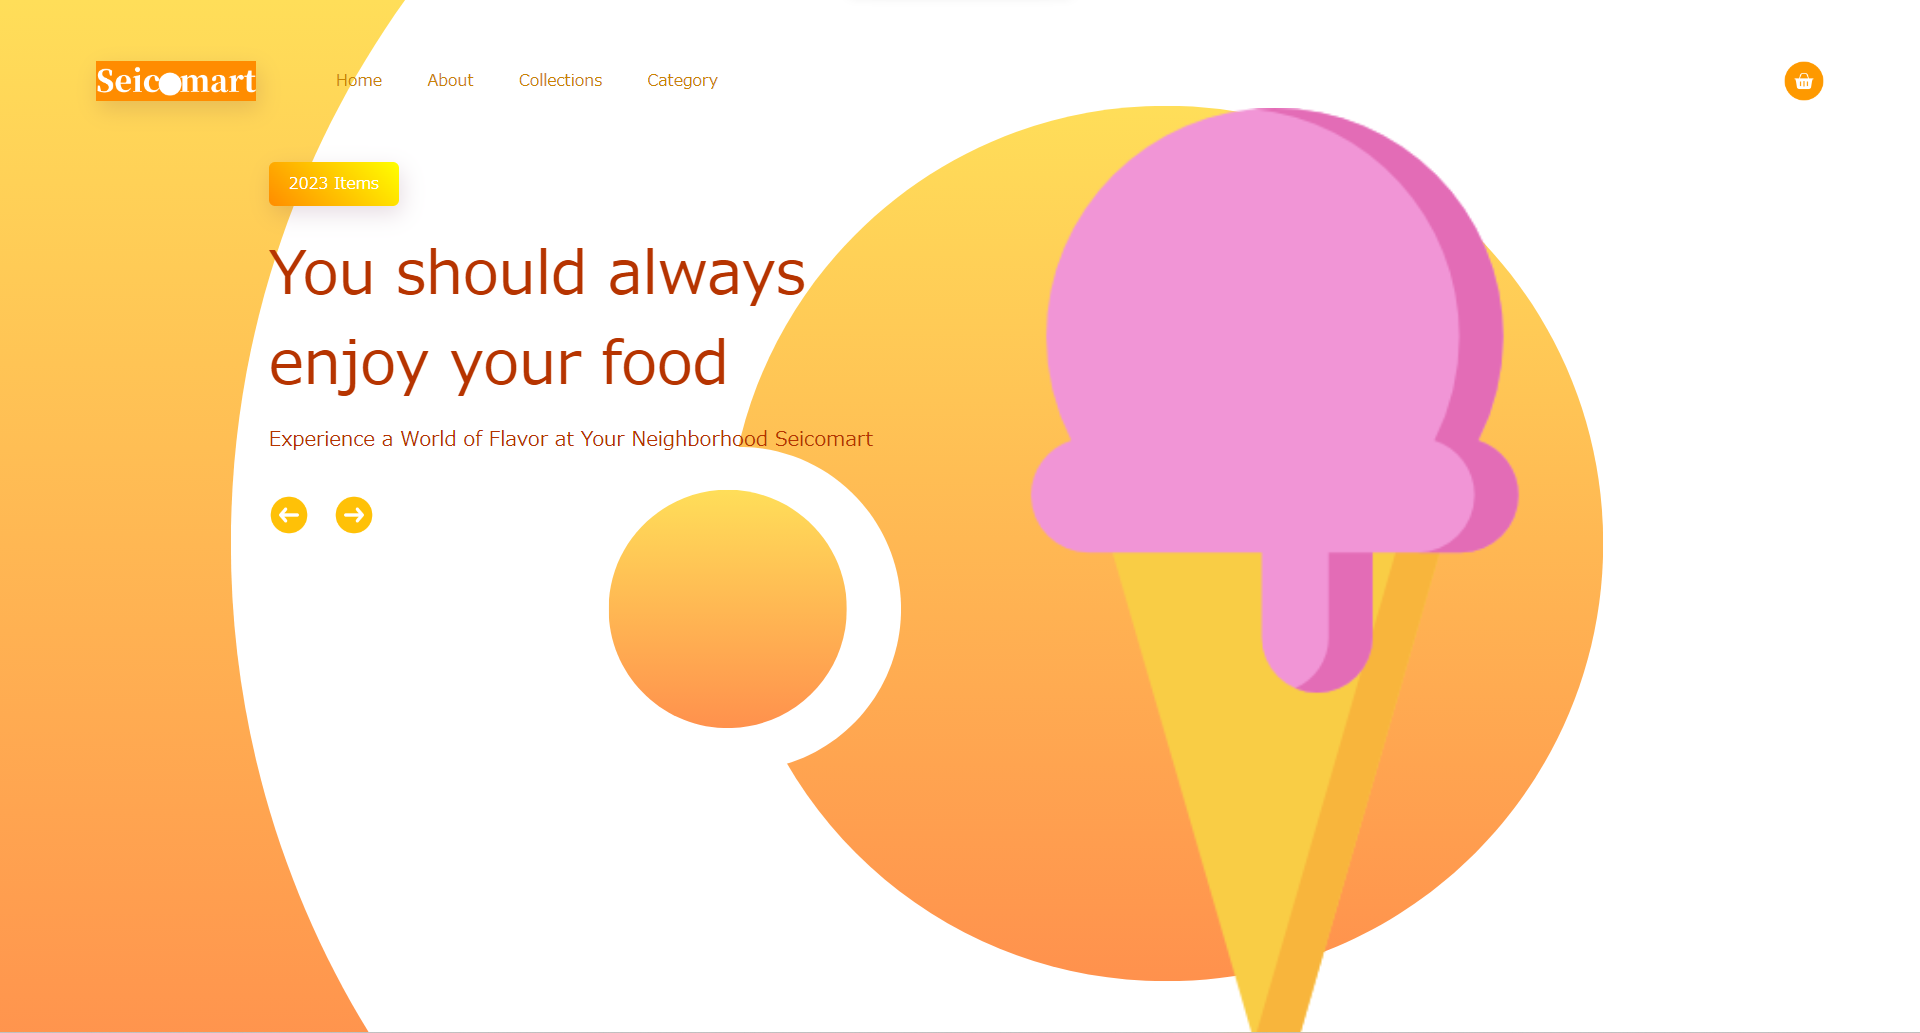 Seicomart
Home About Collections Category
2023 Items
You should always
enjoy your food
Experience a World of Flavor at Your Neighborhood Seicomart